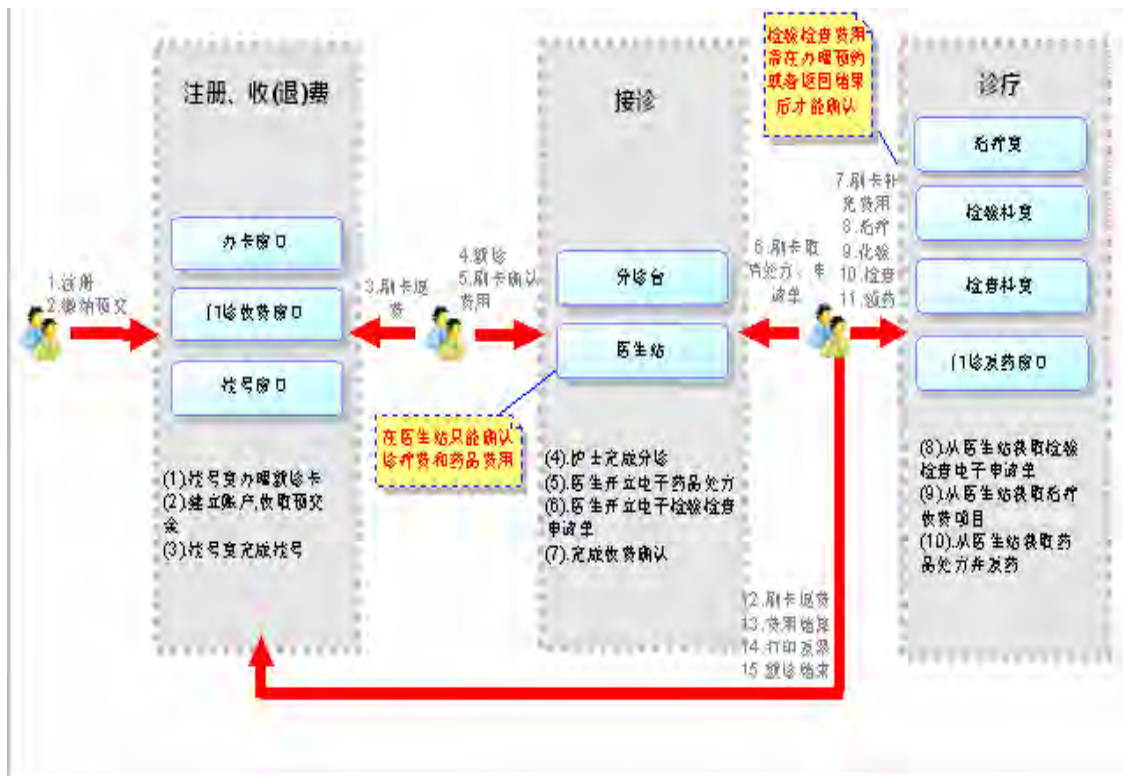 注册、收(退)费
办卡窗口
门诊收费窗口
挂号窗口
(1).挂号室办理就诊卡
(2).建立账户,收取预交
金
(3).挂号室完成挂号
1.注册
2.缴纳预交
3.刷卡退
费
4.就诊
5.刷卡确认
费用
接诊
分诊台
医生站
在医生站只能确认
诊疗费和药品费用
(4).护士完成分诊
(5).医生开立电子药品处方
(6).医生开立电子检验检查
申请单
(7).完成收费确认
6.刷卡取
消处方、申
请单
检验检查费用
需在办理预约
或者返回结果
后才能确认
7.刷卡补
充费用
8.治疗
9.化验
10.检查
11.领药
诊疗
治疗室
检验科室
检查科室
门诊发药窗口
(8).从医生站获取检验
检查电子申请单
(9).从医生站获取治疗
收费项目
(10).从医生站获取药
品处方并发药
12.刷卡退费
13.费用结算
14.打印发票
15.就诊结束